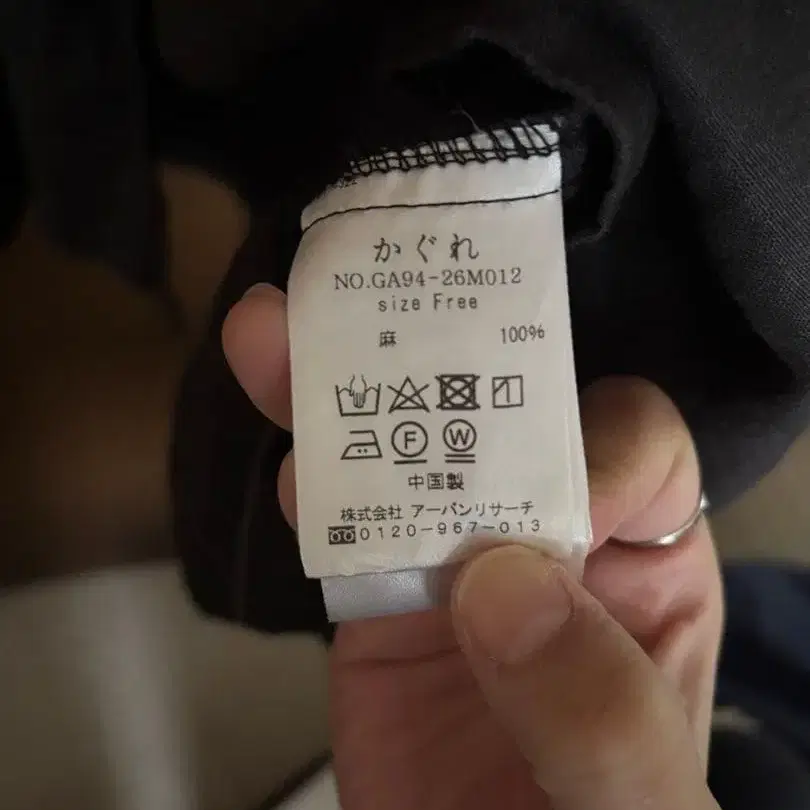 かぐれ
NO.GA94-26M012
size Free
麻 100%
F W
中国製
株式会社 アーバンリサーチ
0120-967-013